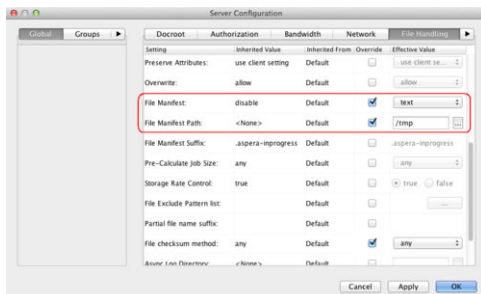 Server Configuration
Global Groups
Docroot Authorization Bandwidth Network File Handling
Setting Inherited Value Inherited From Override Effective Value
Preserve Attributes: use client setting Default use client se...
Overwrite: allow Default allow
File Manifest: disable Default text
File Manifest Path: <None> Default /tmp ...
File Manifest Suffix: .aspera-inprogress Default .aspera-inprogress
Pre-Calculate Job Size: any Default any
Storage Rate Control: true Default true false
File Exclude Pattern list: Default ...
Partial file name suffix: Default
File checksum method: any Default any
Async Log Directory: <None> Default
Cancel Apply OK